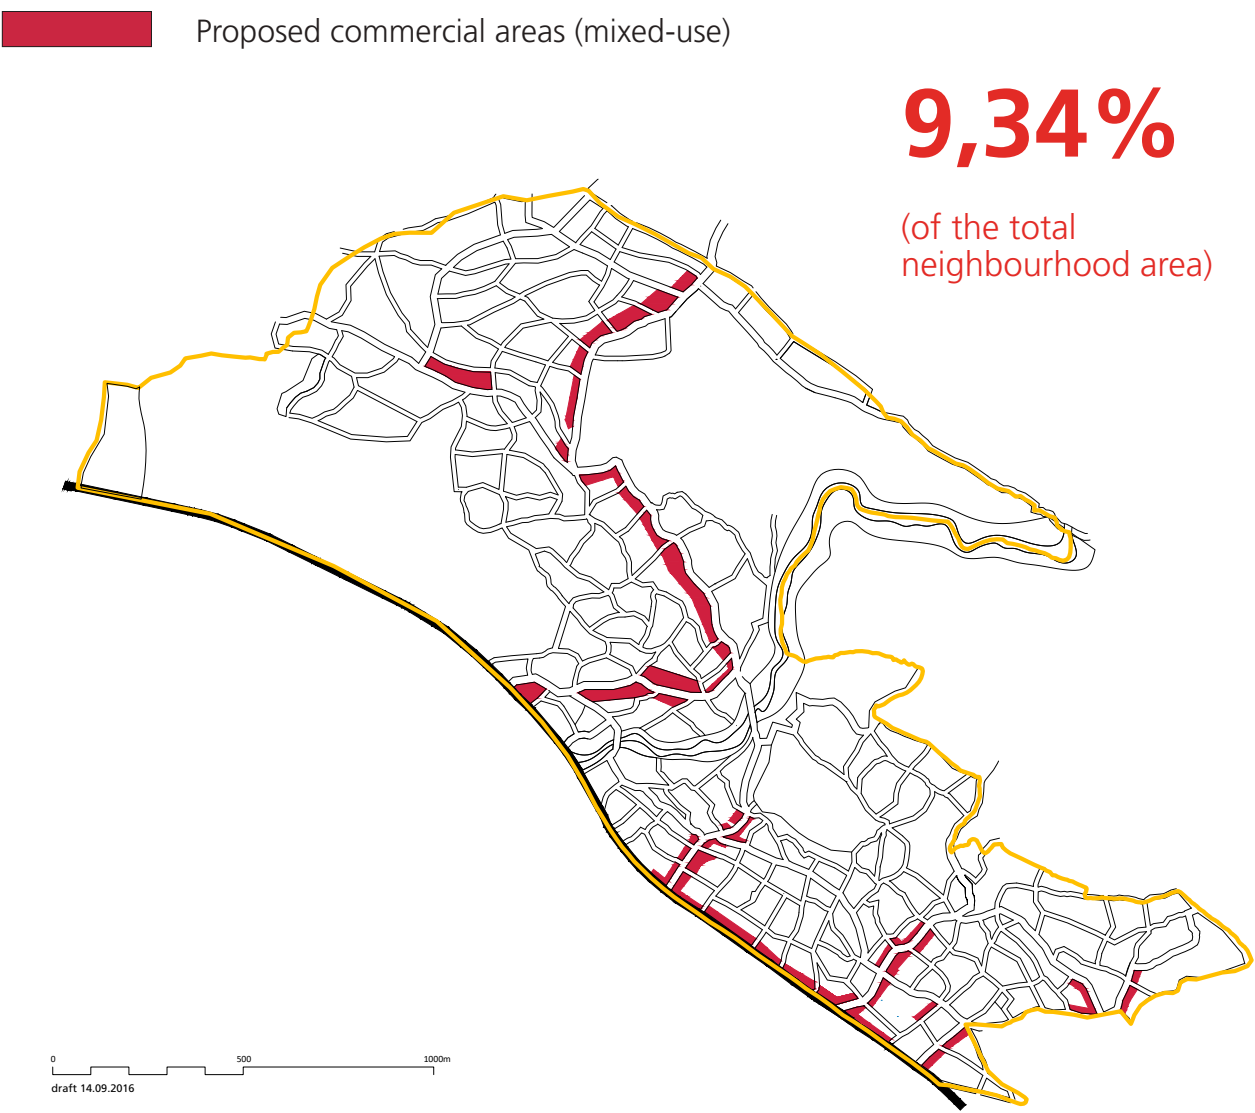 Proposed commercial areas (mixed-use)
9,34%
(of the total
neighbourhood area)
0 500 1000m
draft 14.09.2016